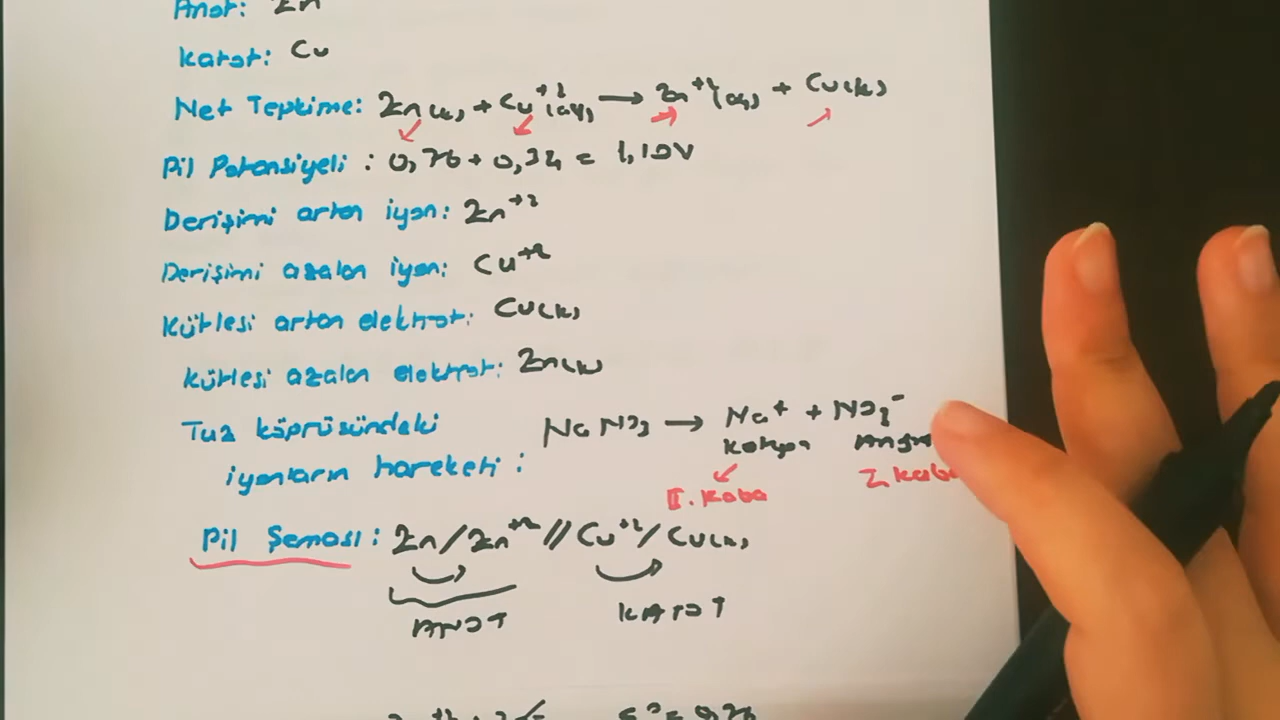 Anot: Zn
Katot: Cu
Net Tepkime: Zn(k) + Cu+2(aq) → Zn+2(aq) + Cu(k)
Pil Potansiyeli : 0,76 + 0,34 = 1,10V
Derişimi artan iyon: Zn+2
Derişimi azalan iyon: Cu+2
Kütlesi artan elektrot: Cu(k)
Kütlesi azalan elektrot: Zn(k)
Tuz köprüsündeki iyonların hareketi : NaNO3 → Na+ + NO3-
Katyon
II. Kaba I. kaba
Pil Şeması: Zn/Zn+2//Cu+2/Cu(k)
ANOT KATOT